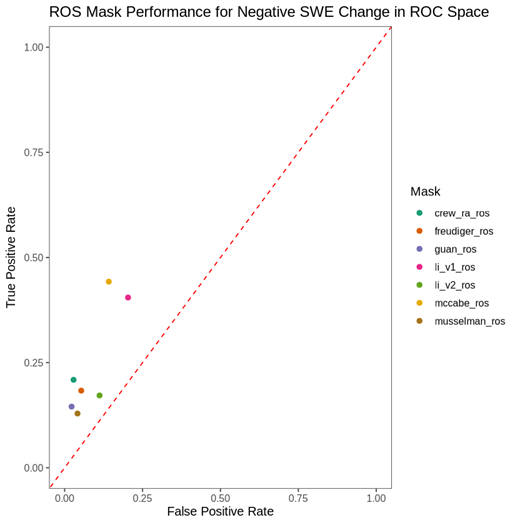 ROS Mask Performance for Negative SWE Change in ROC Space
True Positive Rate
1.00
0.75
0.50
0.25
0.00
0.00 0.25 0.50 0.75 1.00
False Positive Rate
Mask
crew_ra_ros
freudiger_ros
guan_ros
li_v1_ros
li_v2_ros
mccabe_ros
musselman_ros